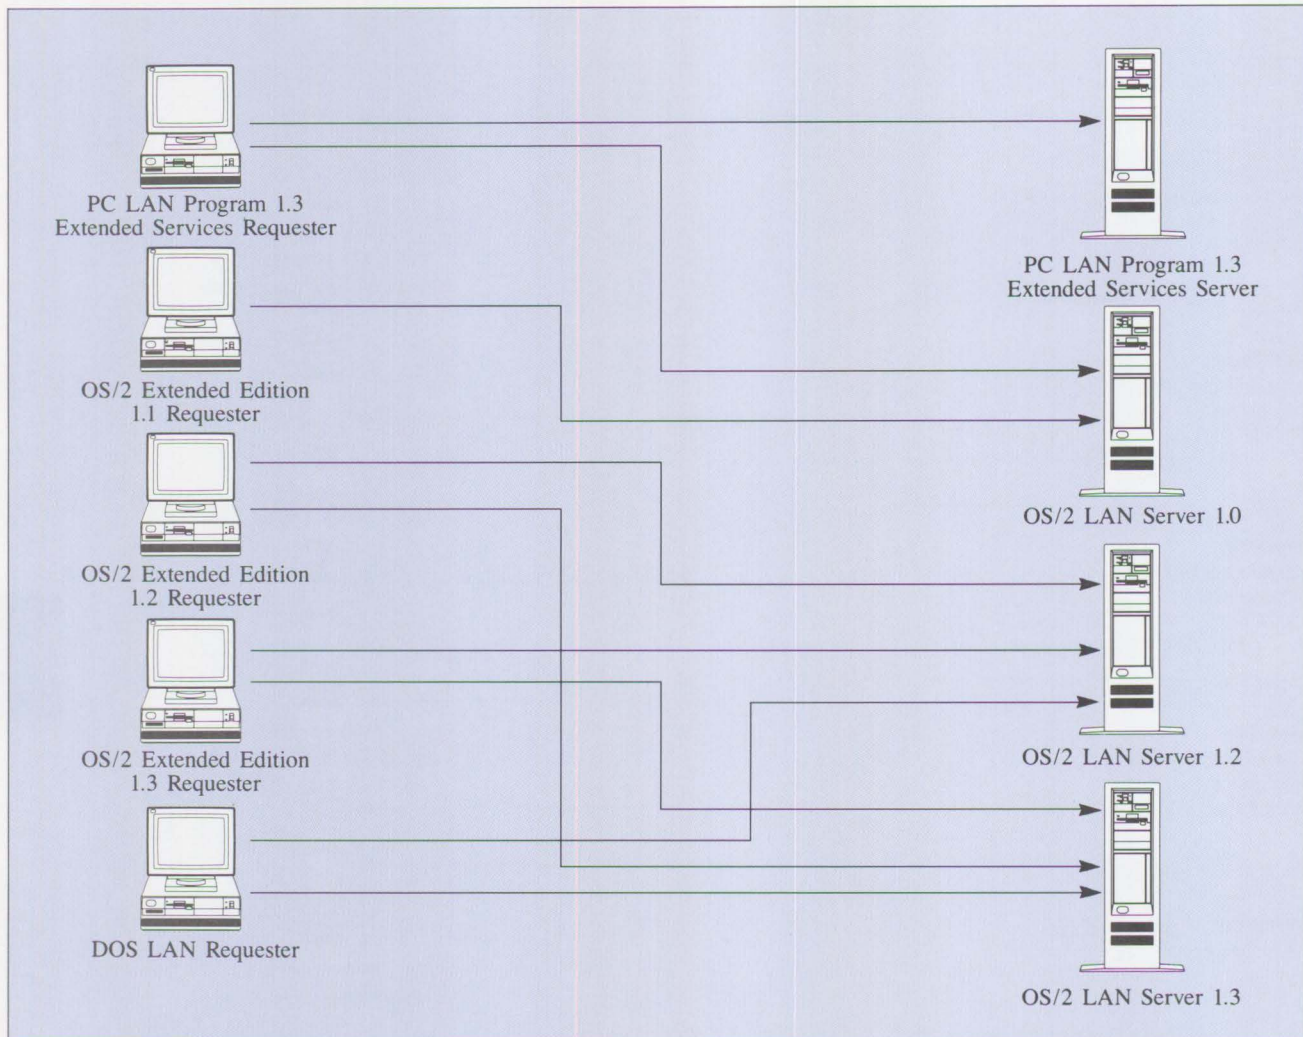 PC LAN Program 1.3
Extended Services Requester
OS/2 Extended Edition
1.1 Requester
OS/2 Extended Edition
1.2 Requester
OS/2 Extended Edition
1.3 Requester
DOS LAN Requester
PC LAN Program 1.3
Extended Services Server
OS/2 LAN Server 1.0
OS/2 LAN Server 1.2
OS/2 LAN Server 1.3